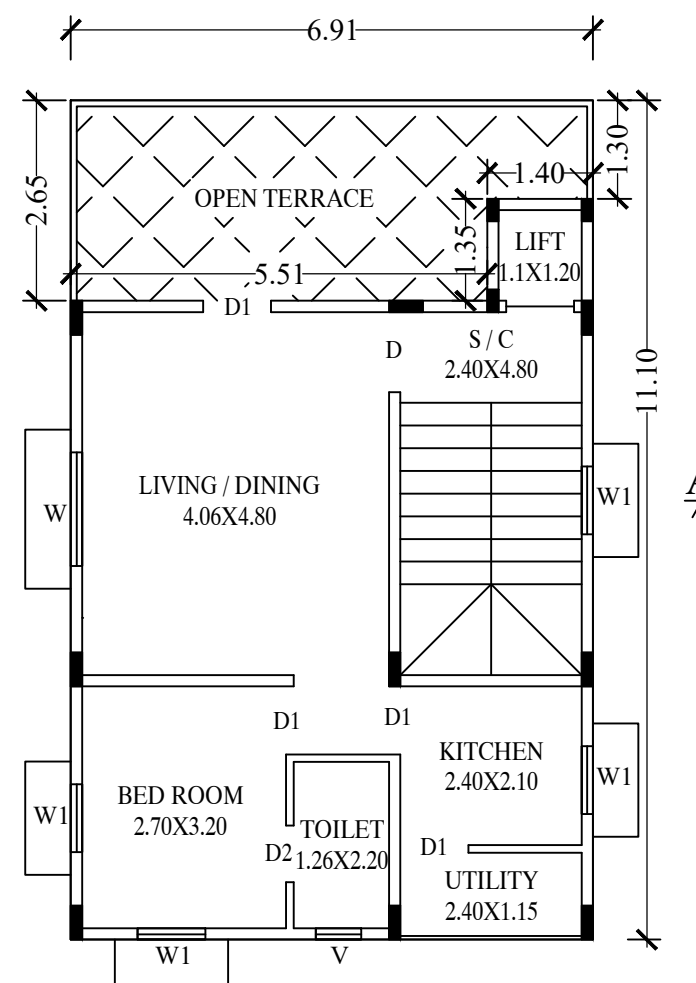 6.91
2.65
1.30
1.40
OPEN TERRACE
1.35
LIFT
1.1X1.20
5.51
D1
D
S / C
2.40X4.80
11.10
LIVING / DINING
4.06X4.80
W
W1
A
D1
D1
KITCHEN
2.40X2.10
W1
BED ROOM
2.70X3.20
W1
TOILET
1.26X2.20
D2
D1
UTILITY
2.40X1.15
W1
V